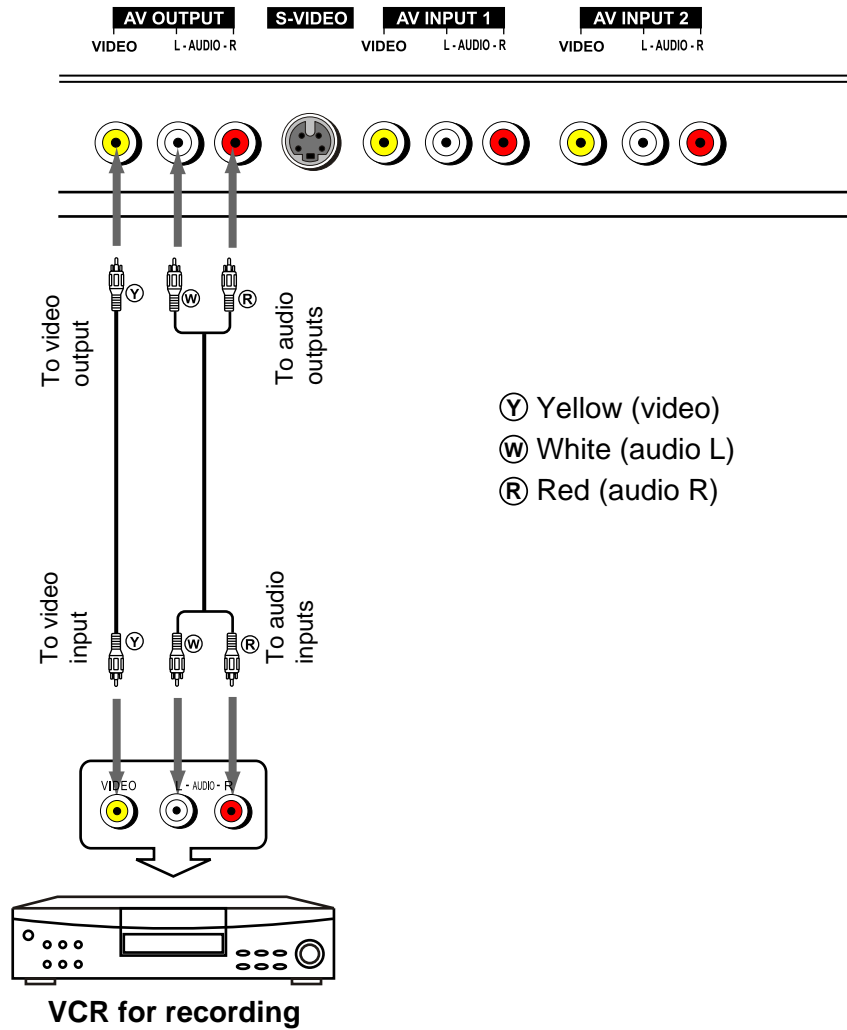 AV OUTPUT
S-VIDEO
AV INPUT 1
AV INPUT 2
VIDEO
L - AUDIO - R
VIDEO
L - AUDIO - R
VIDEO
L - AUDIO - R
Y
W
R
To video
output
To audio
outputs
Y Yellow (video)
W White (audio L)
R Red (audio R)
To video
input
Y
W
R
To audio
inputs
VIDEO
L - AUDIO - R
VCR for recording